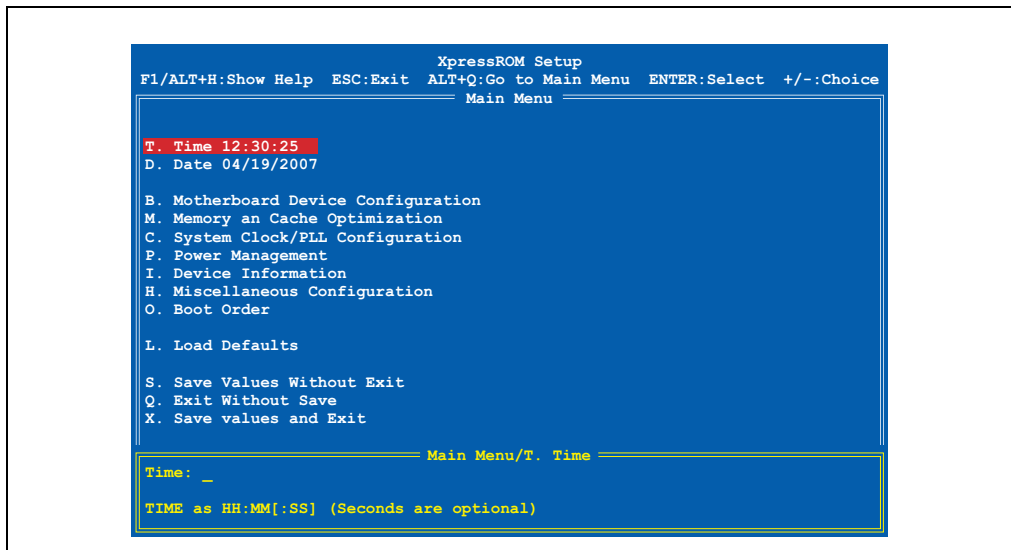 XpressROM Setup
F1/ALT+H:Show Help ESC:Exit ALT+Q:Go to Main Menu ENTER:Select +/-:Choice
Main Menu
T. Time 12:30:25
D. Date 04/19/2007
B. Motherboard Device Configuration
M. Memory an Cache Optimization
C. System Clock/PLL Configuration
P. Power Management
I. Device Information
H. Miscellaneous Configuration
O. Boot Order
L. Load Defaults
S. Save Values Without Exit
Q. Exit Without Save
X. Save values and Exit
Main Menu/T. Time
Time: _
TIME as HH:MM[:SS] (Seconds are optional)